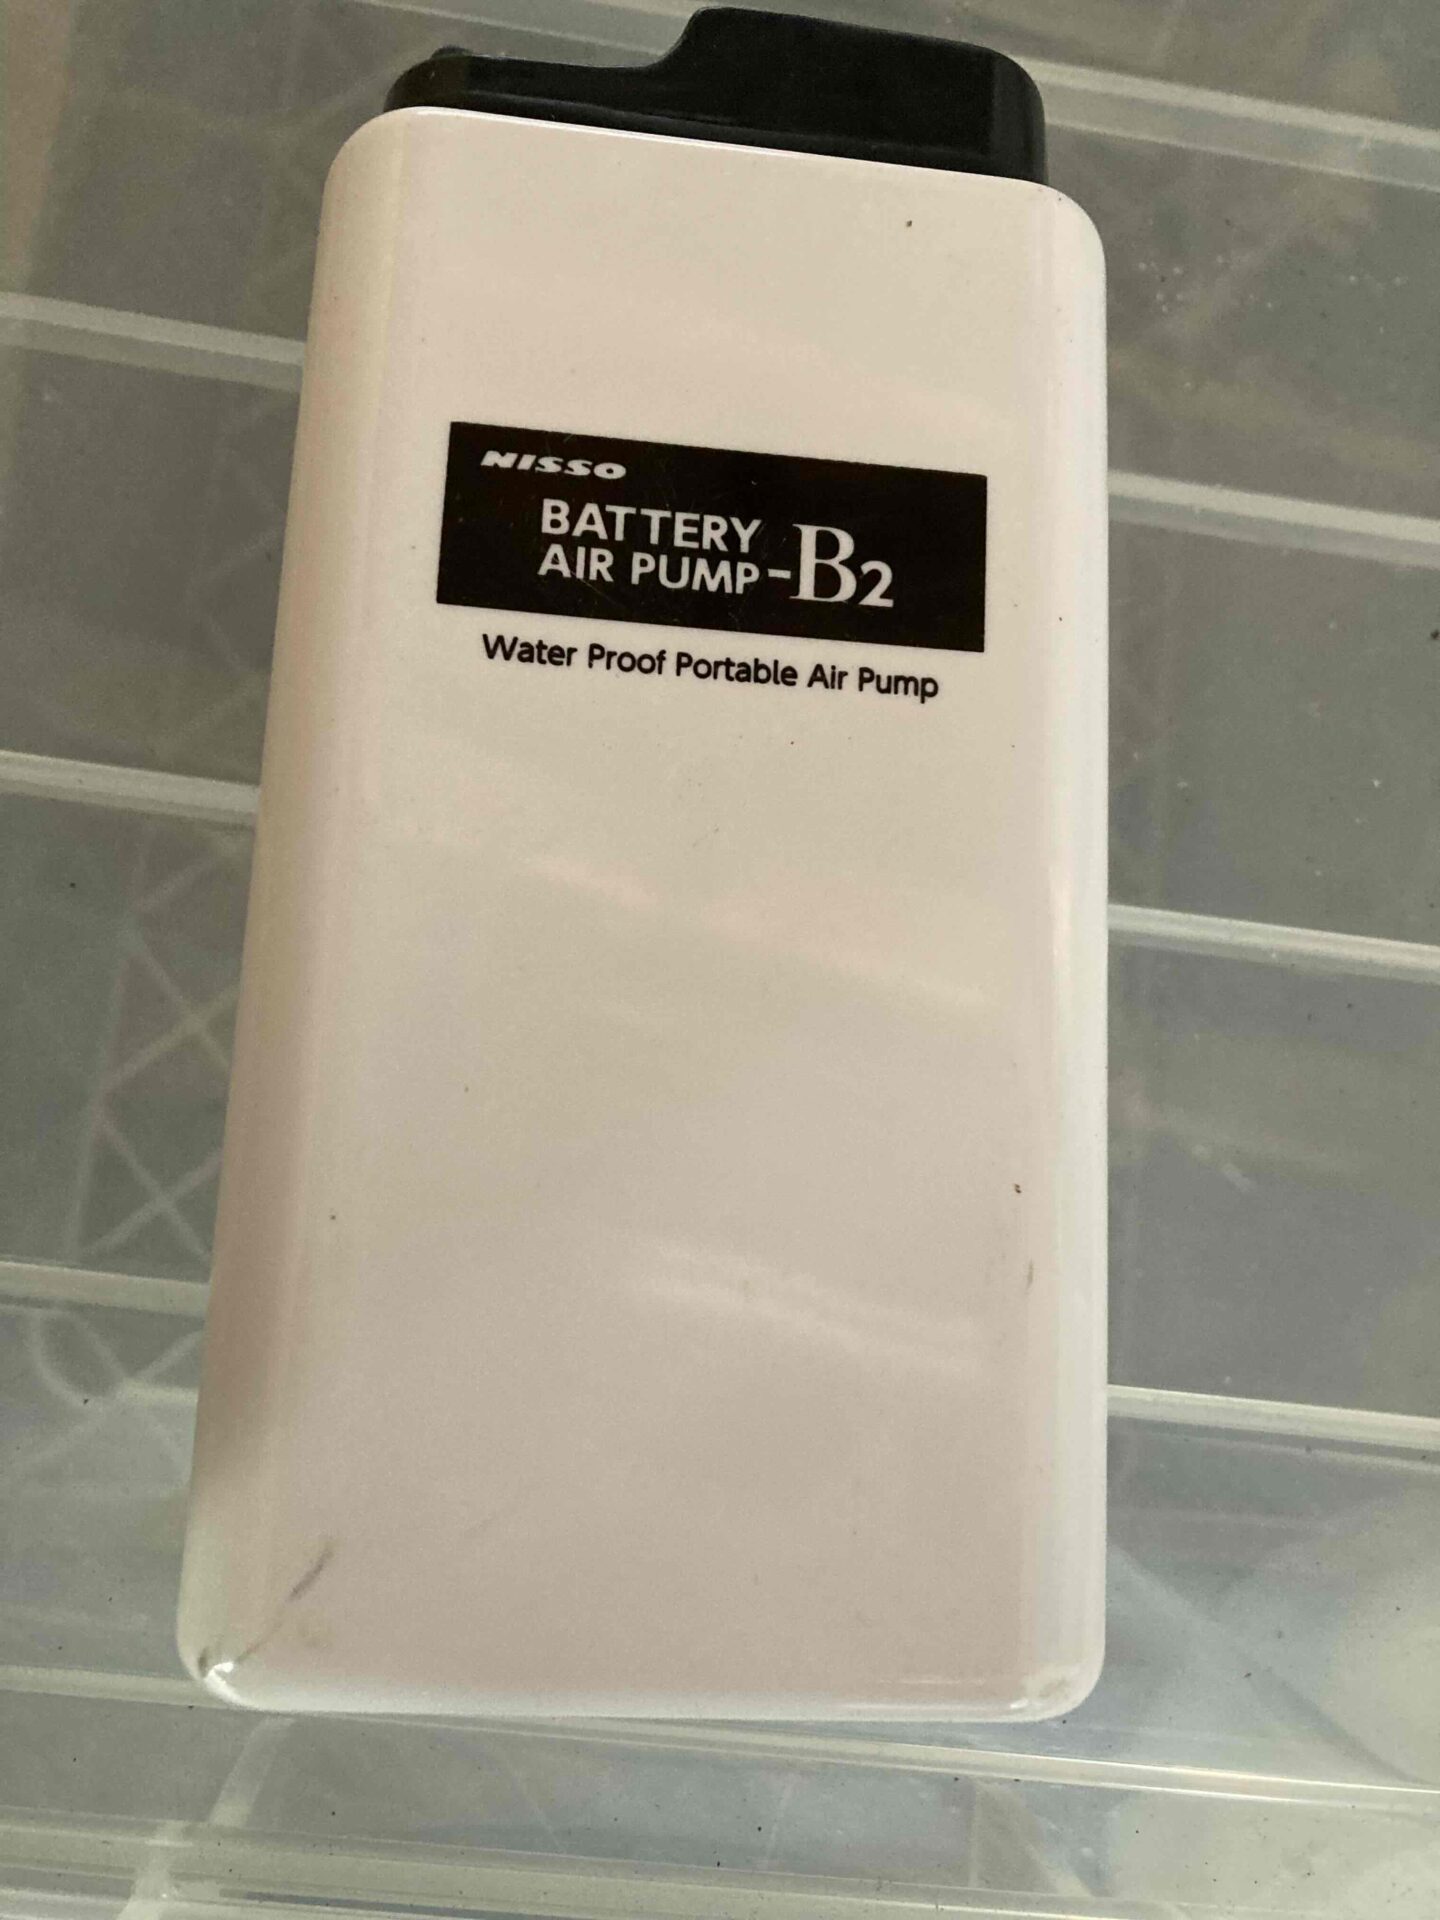 NISSO
BATTERY
AIR PUMP-B2
Water Proof Portable Air Pump